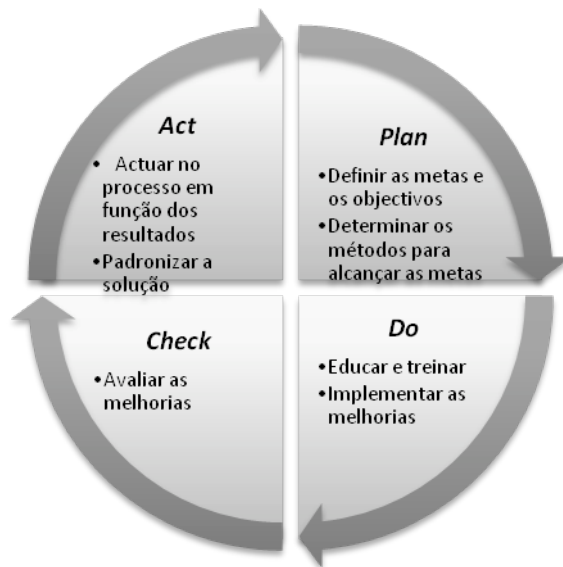 Act
• Actuar no
processo em
função dos
resultados
•Padronizar a
solução
Plan
•Definir as metas e
os objectivos
•Determinar os
métodos para
alcançar as metas
Check
•Avaliar as
melhorias
Do
•Educar e treinar
•Implementar as
melhorias